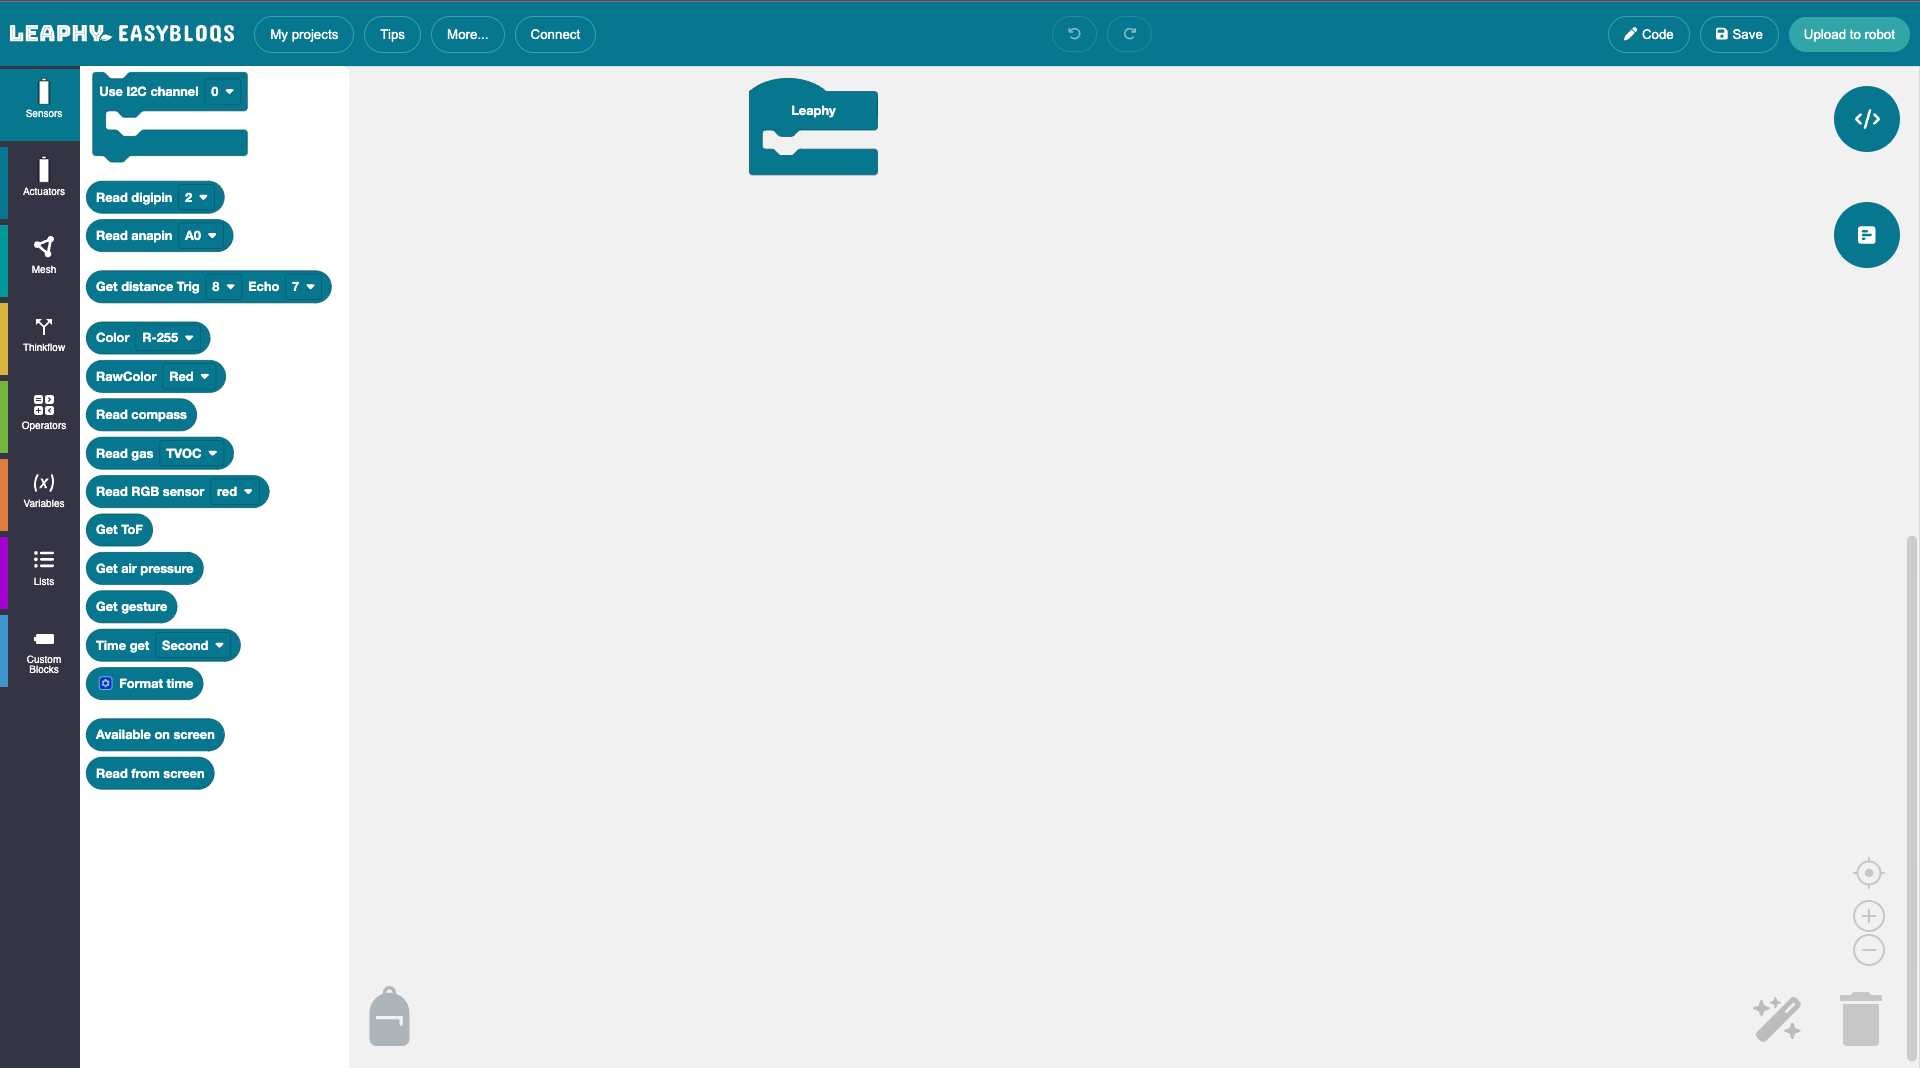 LEAPHY EASYBLOQS
My projects
Tips
More...
Connect
Code
Save
Upload to robot
Sensors
Actuators
Mesh
Thinkflow
Operators
(x)
Variables
Lists
Custom
Blocks
Use I2C channel 0
Read digipin 2
Read anapin A0
Get distance Trig 8 Echo 7
Color R-255
RawColor Red
Read compass
Read gas TVOC
Read RGB sensor red
Get ToF
Get air pressure
Get gesture
Time get Second
Format time
Available on screen
Read from screen
Leaphy